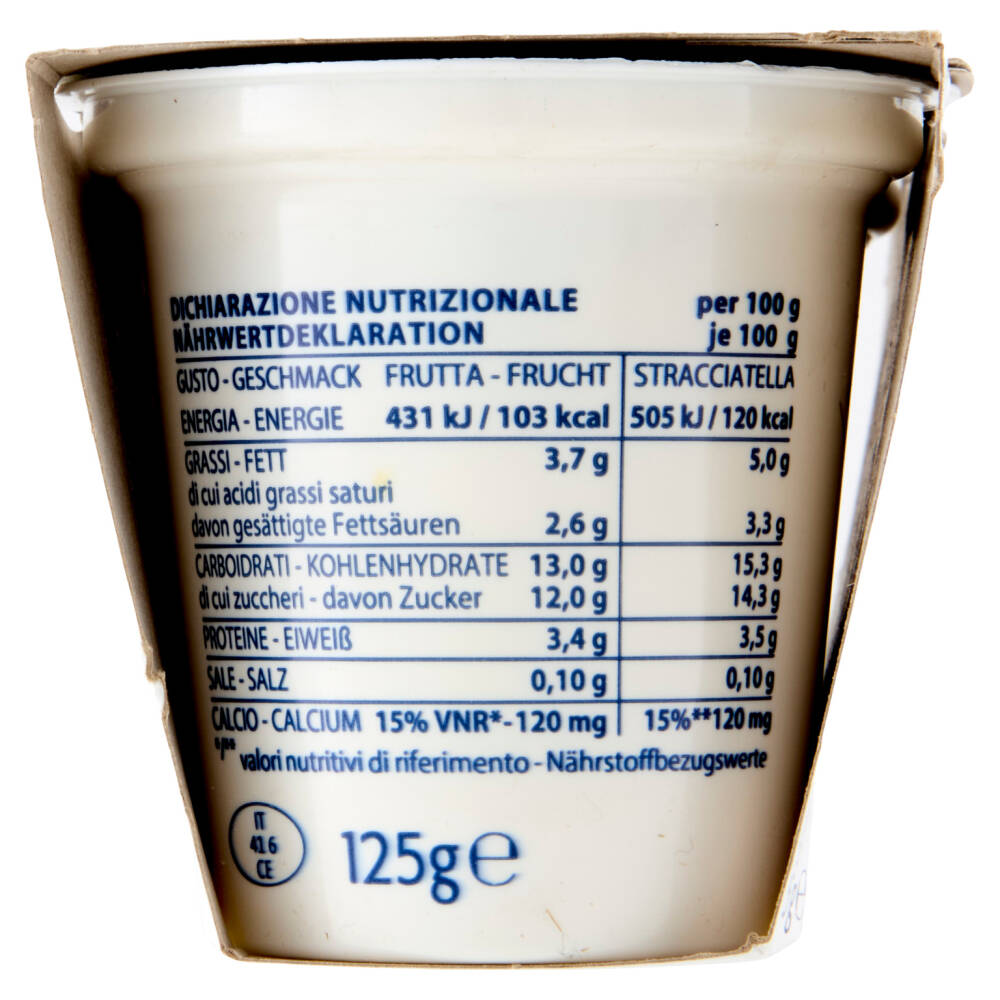 DICHIARAZIONE NUTRIZIONALE per 100 g
NÄHRWERTDEKLARATION je 100 g
GUSTO - GESCHMACK FRUTTA - FRUCHT STRACCIATELLA
ENERGIA - ENERGIE 431 kJ / 103 kcal 505 kJ / 120 kcal
GRASSI - FETT 3,7 g 5,0 g
di cui acidi grassi saturi
davon gesättigte Fettsäuren 2,6 g 3,3 g
CARBOIDRATI - KOHLENHYDRATE 13,0 g 15,3 g
di cui zuccheri - davon Zucker 12,0 g 14,3 g
PROTEINE - EIWEIß 3,4 g 3,5 g
SALE - SALZ 0,10 g 0,10 g
CALCIO - CALCIUM 15% VNR* - 120 mg 15%**120 mg
*/** valori nutritivi di riferimento - Nährstoffbezugswerte
IT
41 6
CE
125g e